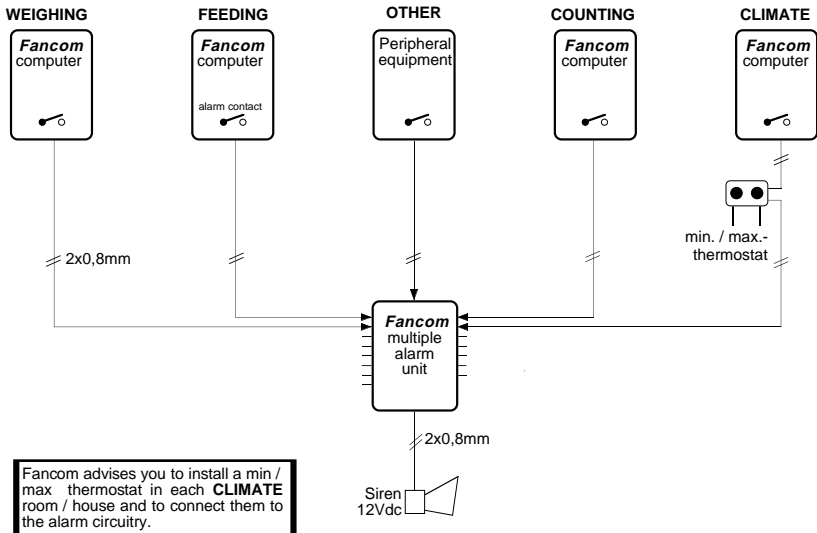 WEIGHING
FEEDING
OTHER
COUNTING
CLIMATE
Fancom
computer
Fancom
computer
alarm contact
Peripheral
equipment
Fancom
computer
Fancom
computer
min. / max.-
thermostat
2x0,8mm
Fancom
multiple
alarm
unit
2x0,8mm
Siren
12Vdc
Fancom advises you to install a min /
max thermostat in each CLIMATE
room / house and to connect them to
the alarm circuitry.